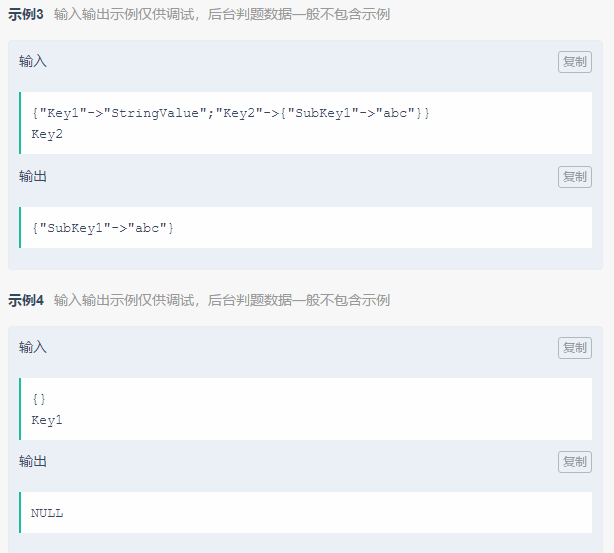 示例3 输入输出示例仅供调试，后台判题数据一般不包含示例
输入 复制
{"Key1"->"StringValue";"Key2"->{"SubKey1"->"abc"}}
Key2
输出 复制
{"SubKey1"->"abc"}
示例4 输入输出示例仅供调试，后台判题数据一般不包含示例
输入 复制
{}
Key1
输出 复制
NULL